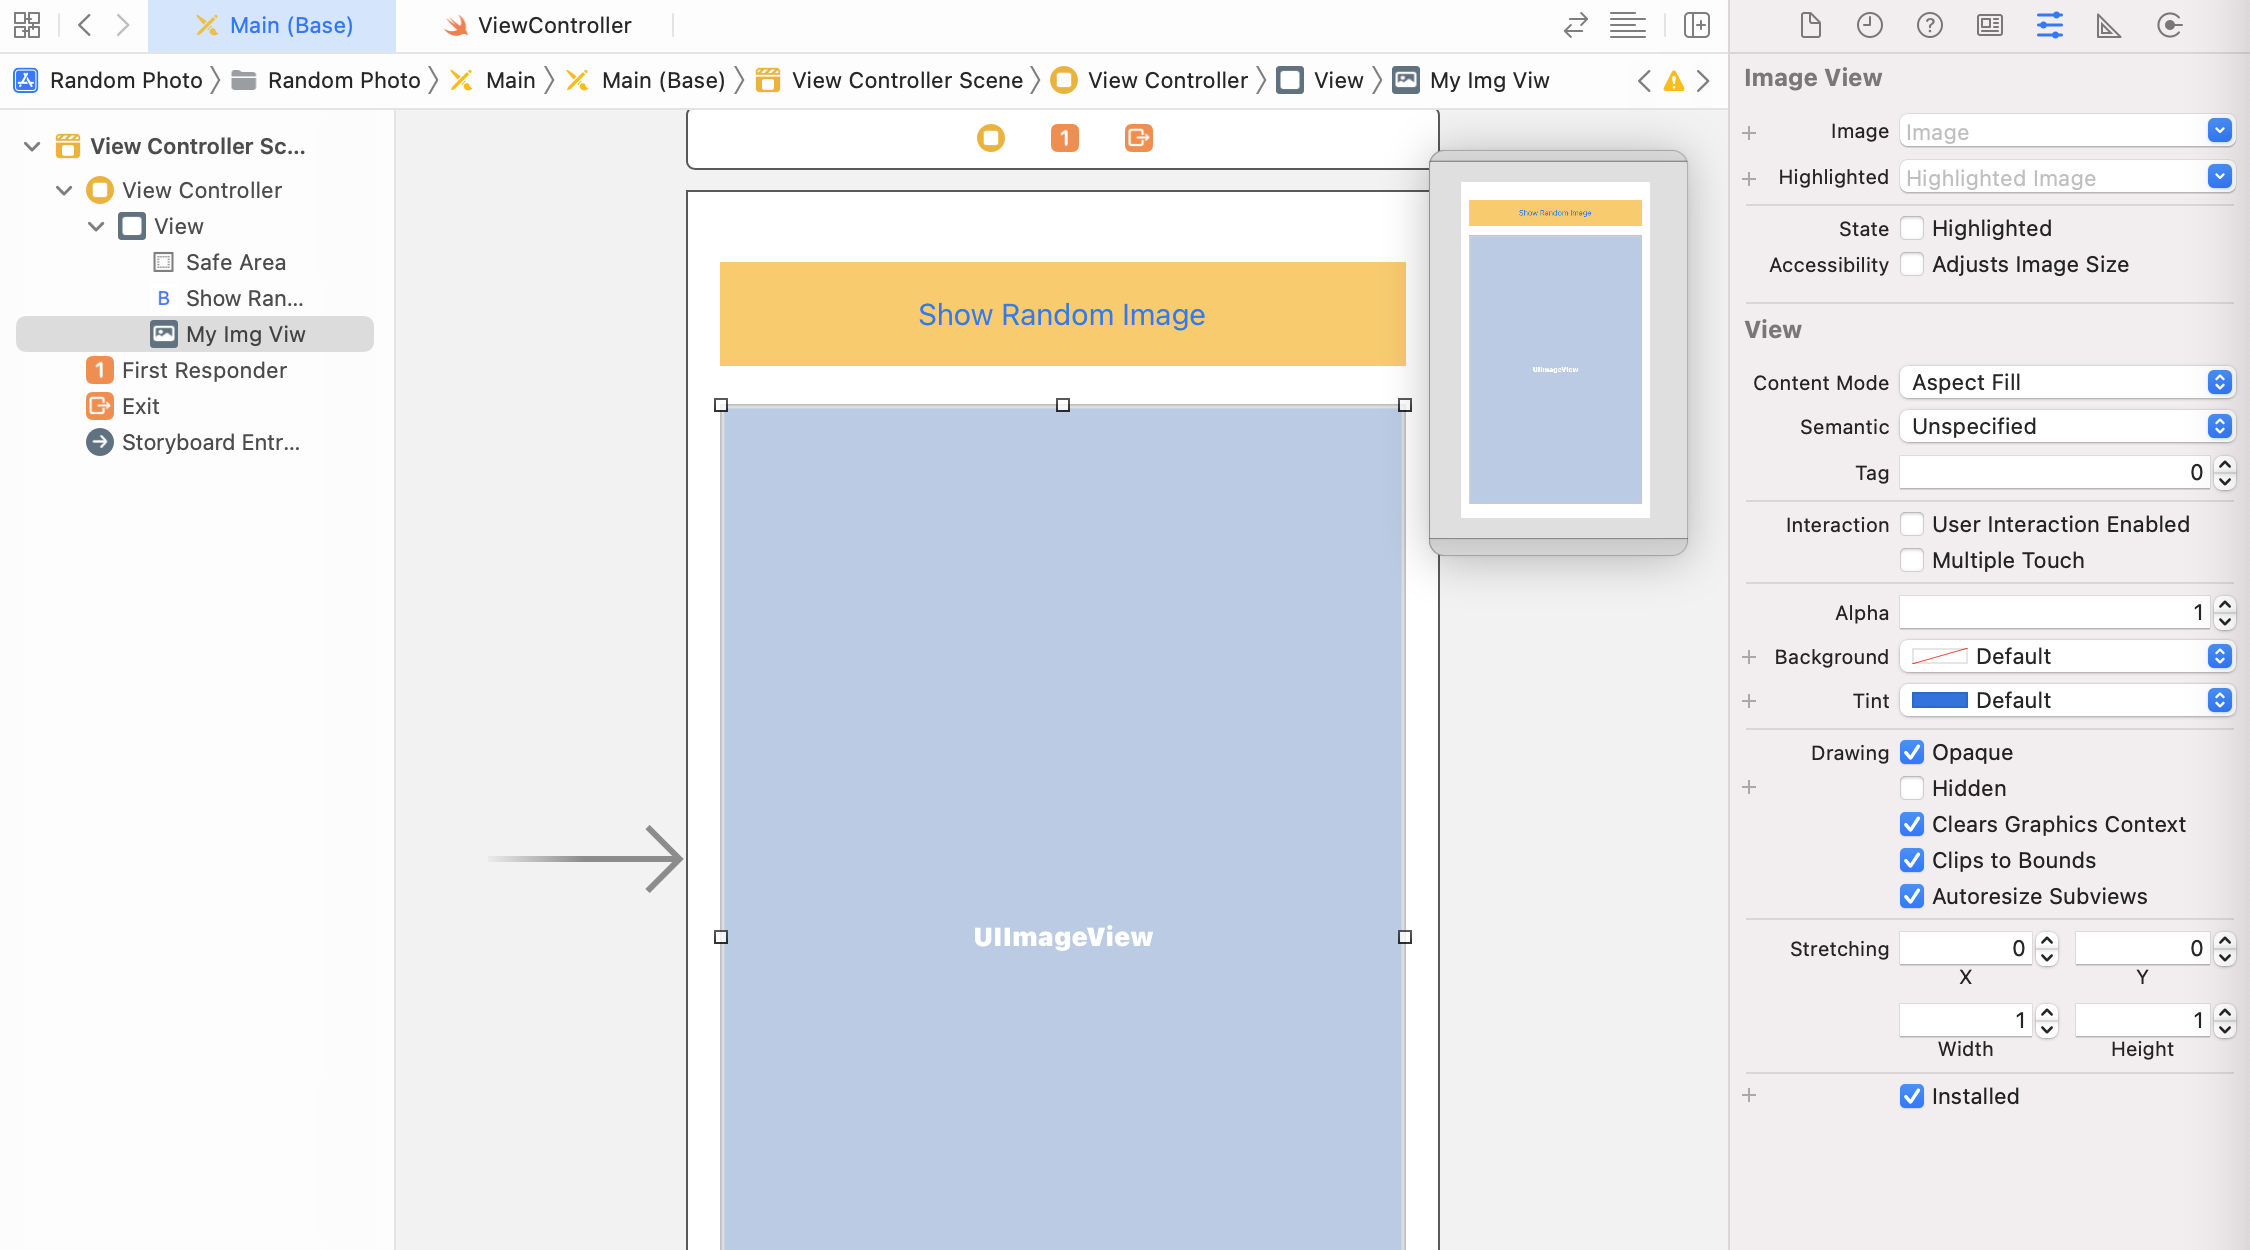 Main (Base)
ViewController
Random Photo
Random Photo
Main
Main (Base)
View Controller Scene
View Controller
View
My Img Viw
View Controller Sc...
View Controller
View
Safe Area
B
Show Ran...
My Img Viw
1
First Responder
Exit
Storyboard Entr...
1
Show Random Image
UIImageView
Show Random Image
UIImageView
Image View
Image
Image
Highlighted
Highlighted Image
State
Highlighted
Accessibility
Adjusts Image Size
View
Content Mode
Aspect Fill
Semantic
Unspecified
Tag
0
Interaction
User Interaction Enabled
Multiple Touch
Alpha
1
Background
Default
Tint
Default
Drawing
Opaque
Hidden
Clears Graphics Context
Clips to Bounds
Autoresize Subviews
Stretching
0
0
X
Y
1
1
Width
Height
Installed